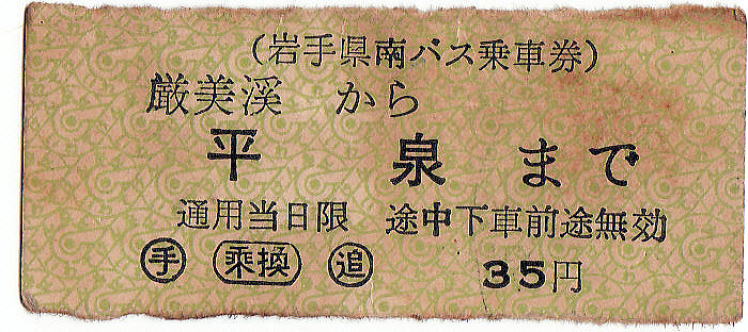 (岩手県南バス乗車券)
厳美渓 から
平泉 まで
通用当日限 途中下車前途無効
手 乗換 追 35円